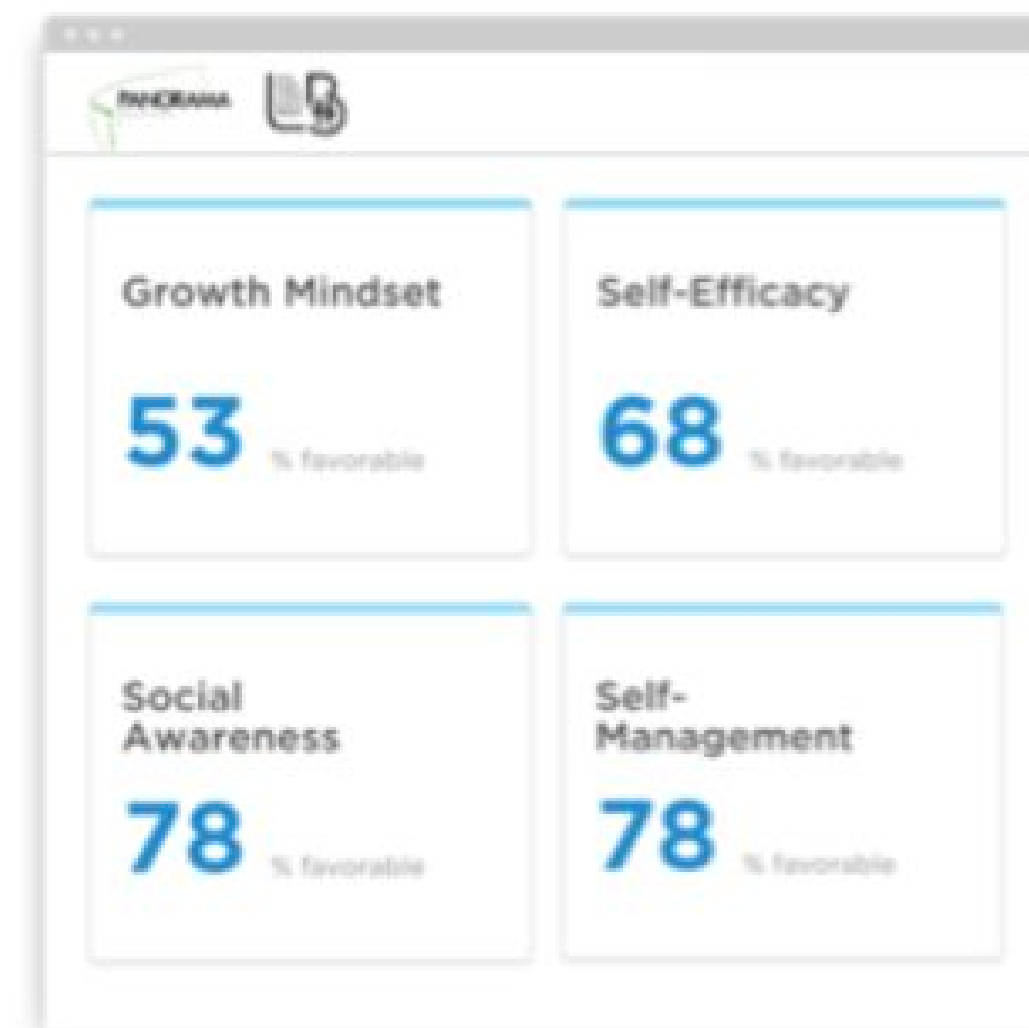 PANORAMA
Growth Mindset
53 % favorable
Self-Efficacy
68 % favorable
Social
Awareness
78 % favorable
Self-
Management
78 % favorable